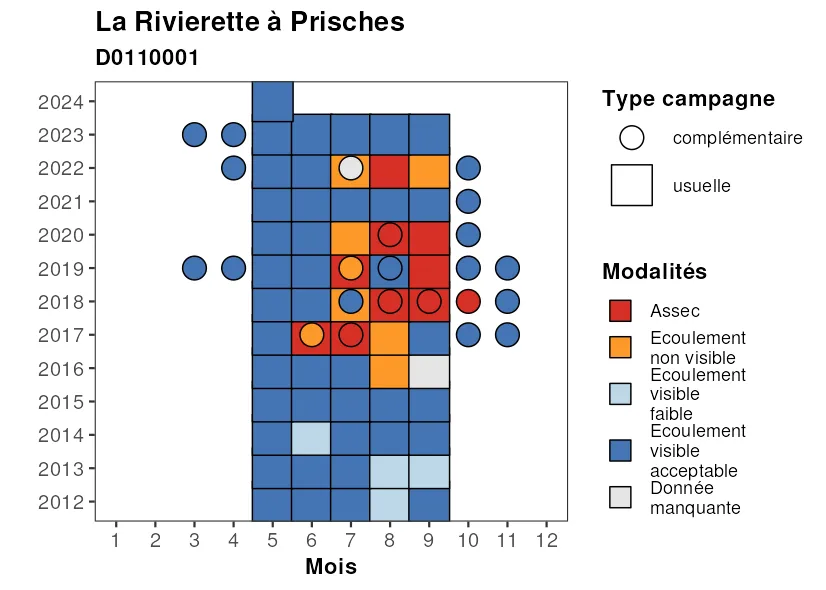 La Rivierette à Prisches
D0110001
2024
2023
2022
2021
2020
2019
2018
2017
2016
2015
2014
2013
2012
1 2 3 4 5 6 7 8 9 10 11 12
Mois
Type campagne
complémentaire
usuelle
Modalités
Assec
Ecoulement
non visible
Ecoulement
visible
faible
Ecoulement
visible
acceptable
Donnée
manquante